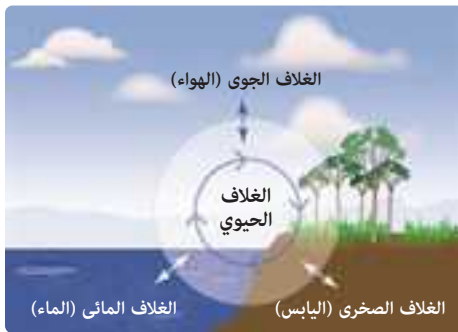 الغلاف الجوى (الهواء)
الغلاف
الحيوي
الغلاف الصخرى (اليابس)
الغلاف المائى (الماء)